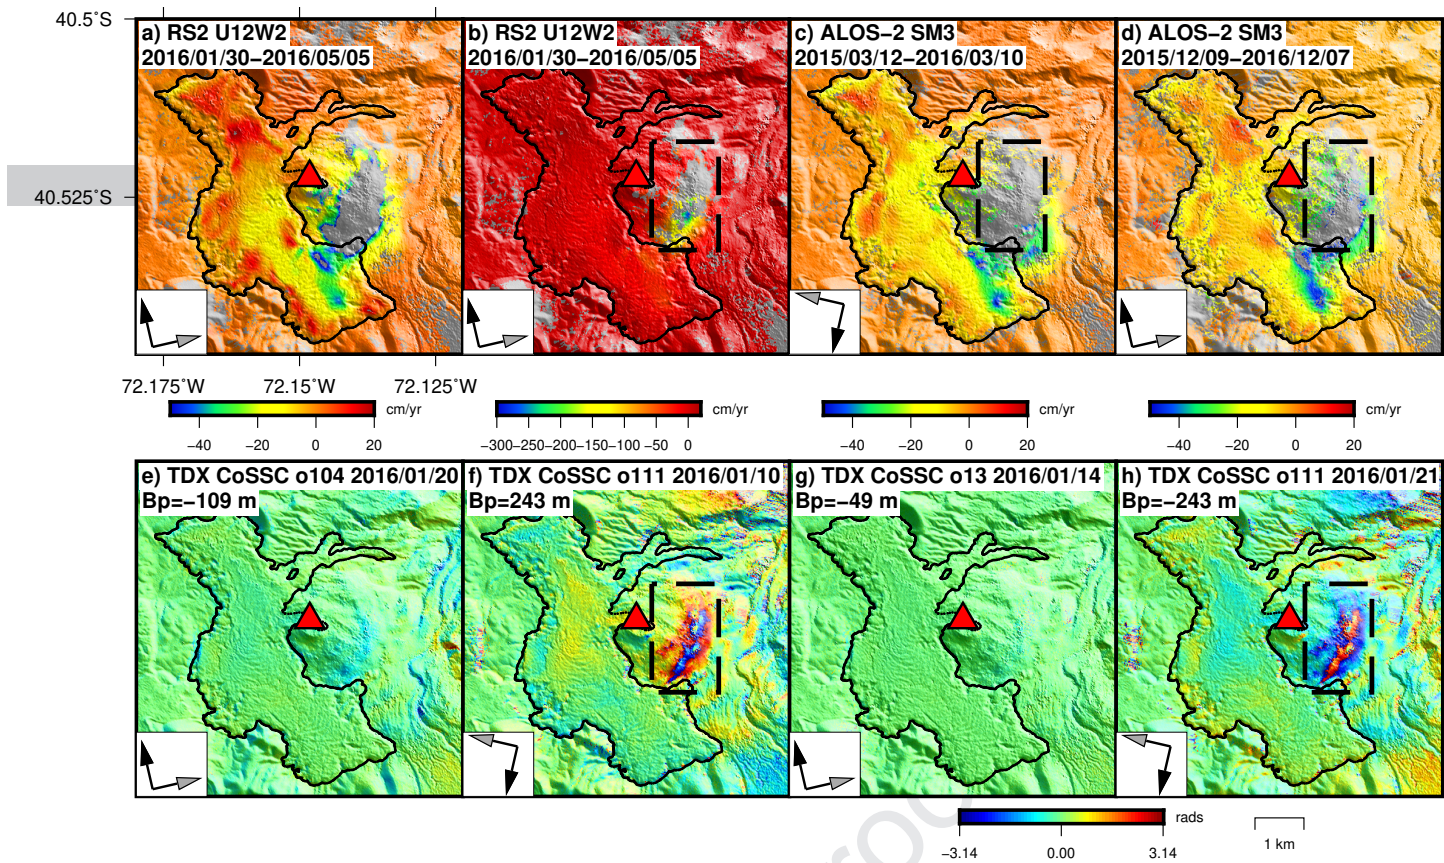 40.5˚S
a) RS2 U12W2
2016/01/30−2016/05/05
b) RS2 U12W2
2016/01/30−2016/05/05
c) ALOS−2 SM3
2015/03/12−2016/03/10
d) ALOS−2 SM3
2015/12/09−2016/12/07
40.525˚S
72.175˚W 72.15˚W 72.125˚W
cm/yr
−40 −20 0 20
cm/yr
−300−250−200−150−100 −50 0
cm/yr
−40 −20 0 20
cm/yr
−40 −20 0 20
e) TDX CoSSC o104 2016/01/20
Bp=−109 m
f) TDX CoSSC o111 2016/01/10
Bp=243 m
g) TDX CoSSC o13 2016/01/14
Bp=−49 m
h) TDX CoSSC o111 2016/01/21
Bp=−243 m
rads
−3.14 0.00 3.14
1 km